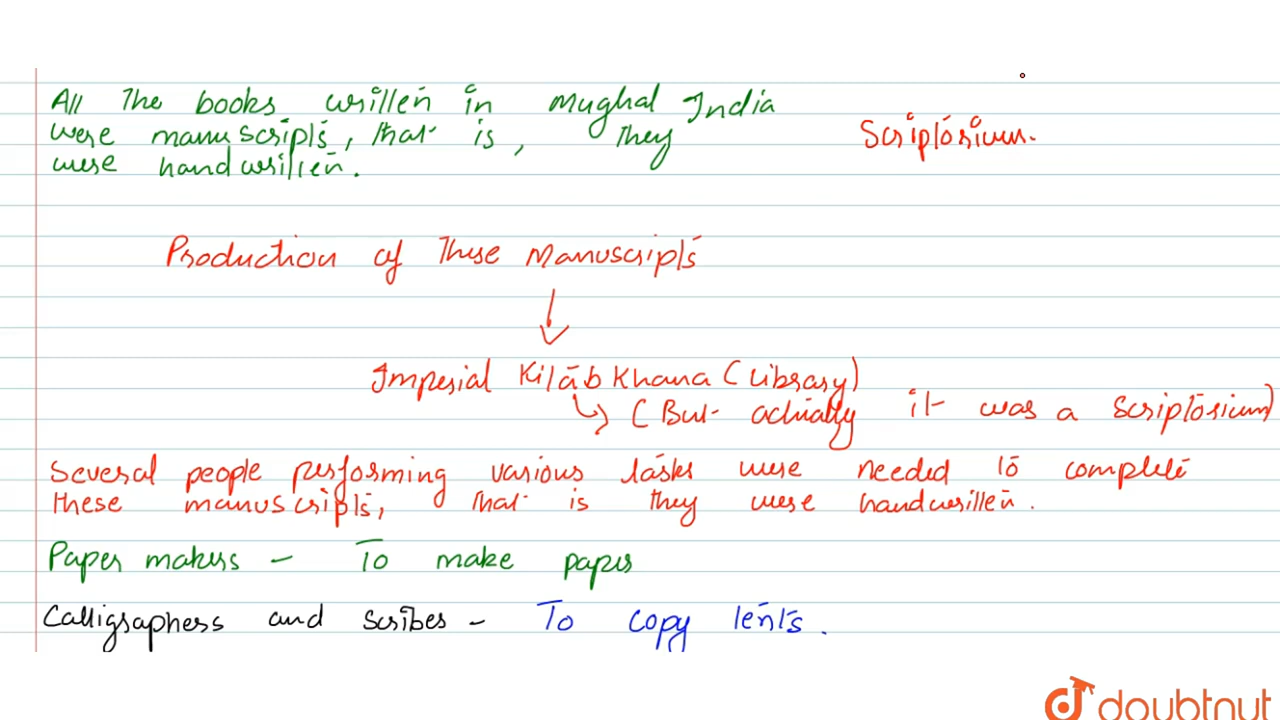 All the books written in Mughal India
were manuscripts, that is, they
were handwritten.
Scriptorium.
Production of these Manuscripts
Imperial Kitab Khana (Library)
(But actually it was a scriptorium)
Several people performing various tasks were needed to complete
these manuscripts, that is they were handwritten.
Paper makers - To make paper
Calligraphers and Scribes - To copy texts.
doubtnut